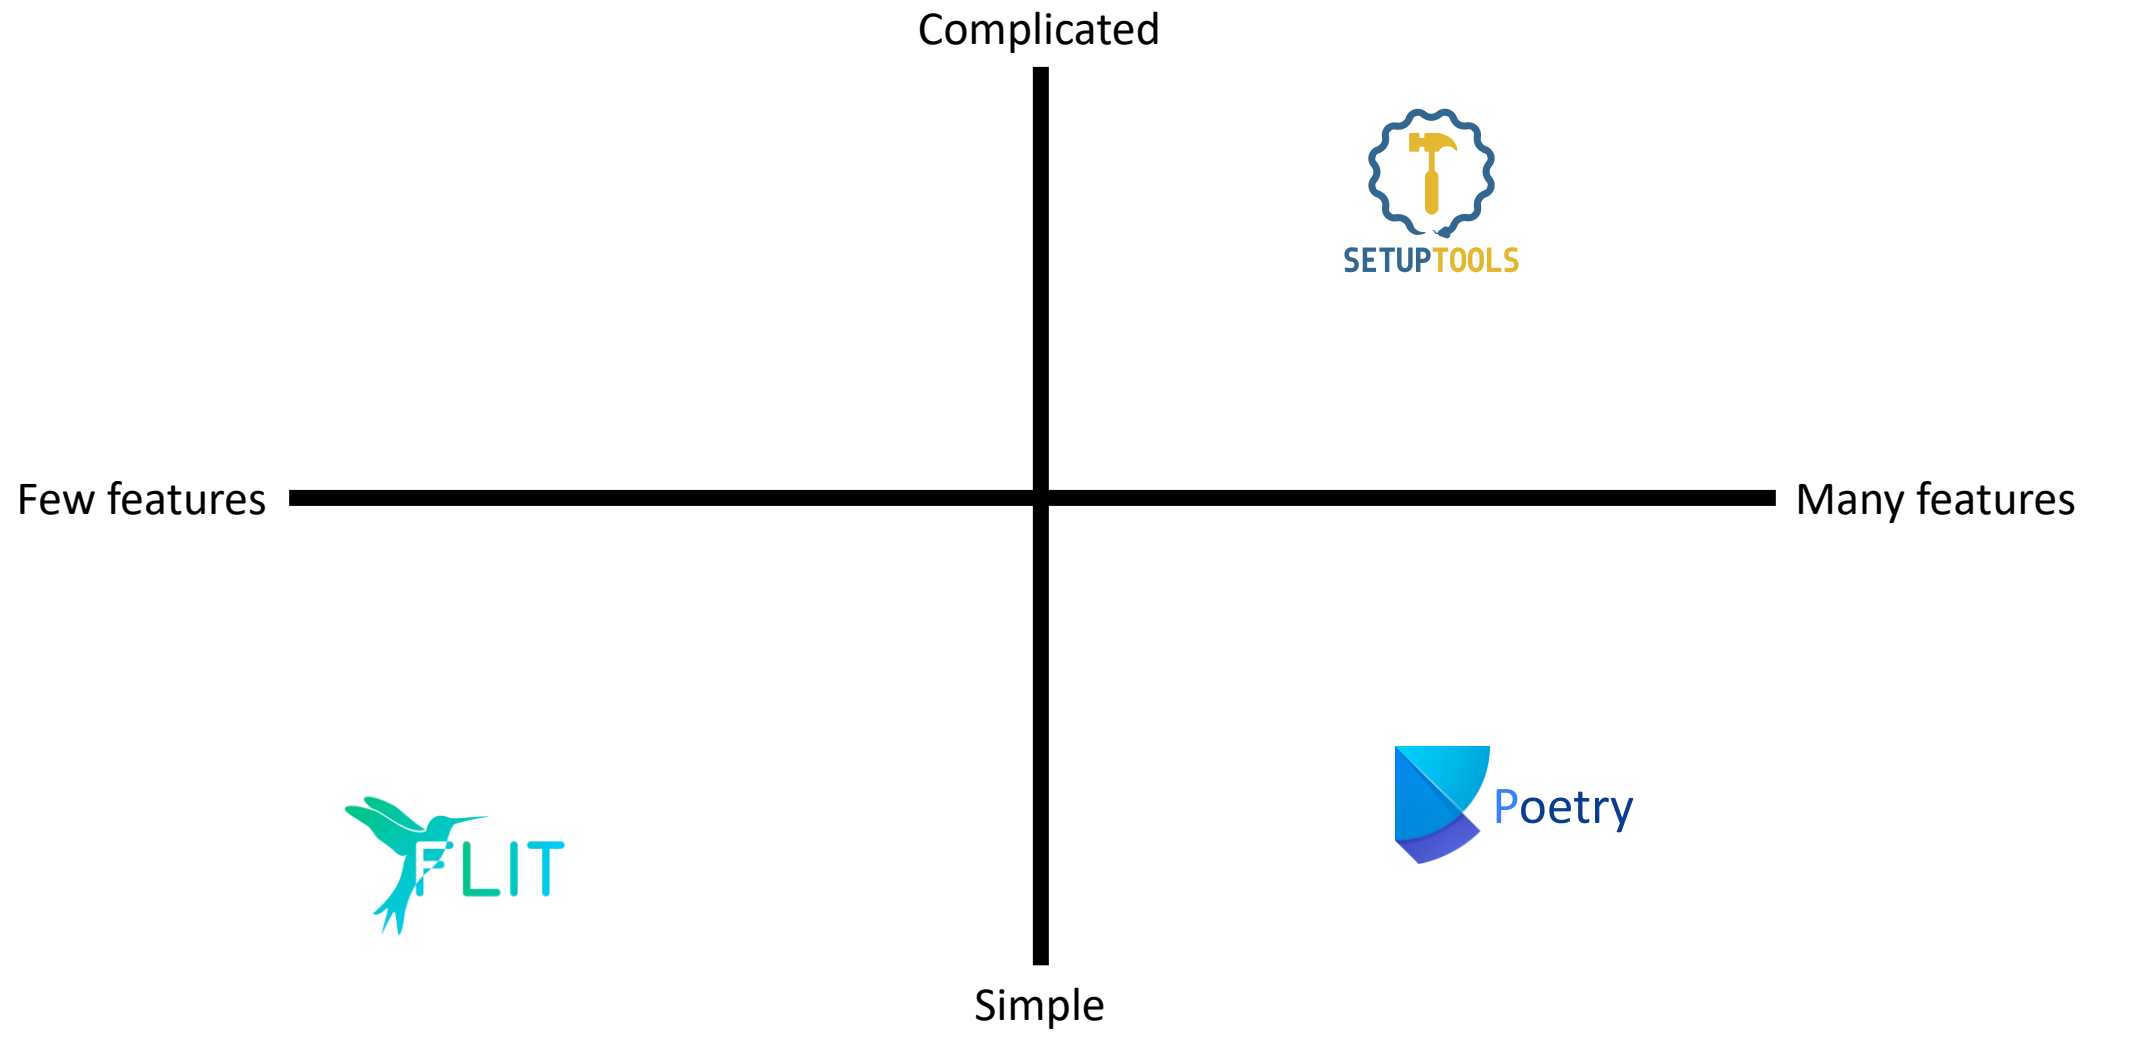 Complicated
SETUPTOOLS
Few features
Many features
Poetry
FLIT
Simple